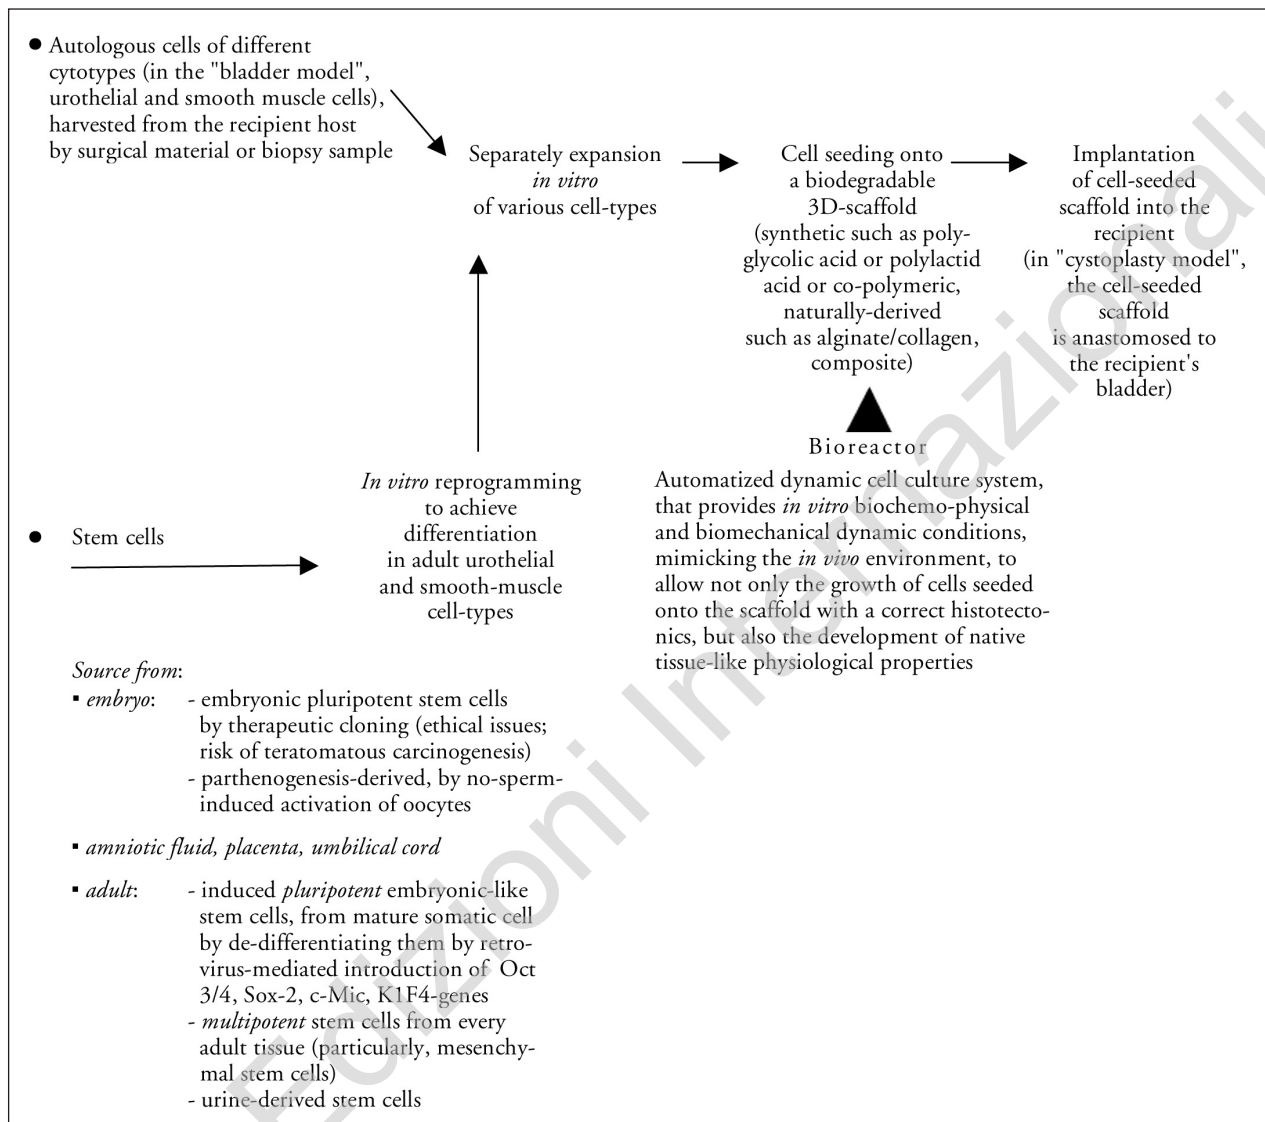 ● Autologous cells of different
cytotypes (in the "bladder model",
urothelial and smooth muscle cells),
harvested from the recipient host
by surgical material or biopsy sample
Separately expansion
in vitro
of various cell-types
Cell seeding onto
a biodegradable
3D-scaffold
(synthetic such as poly-
glycolic acid or polylactid
acid or co-polymeric,
naturally-derived
such as alginate/collagen,
composite)
Implantation
of cell-seeded
scaffold into the
recipient
(in "cystoplasty model",
the cell-seeded
scaffold
is anastomosed to
the recipient's
bladder)
Bioreactor
Automatized dynamic cell culture system,
that provides in vitro biochemo-physical
and biomechanical dynamic conditions,
mimicking the in vivo environment, to
allow not only the growth of cells seeded
onto the scaffold with a correct histotecto-
nics, but also the development of native
tissue-like physiological properties
In vitro reprogramming
to achieve
differentiation
in adult urothelial
and smooth-muscle
cell-types
● Stem cells
Source from:
▪ embryo:
- embryonic pluripotent stem cells
by therapeutic cloning (ethical issues;
risk of teratomatous carcinogenesis)
- parthenogenesis-derived, by no-sperm-
induced activation of oocytes
▪ amniotic fluid, placenta, umbilical cord
▪ adult:
- induced pluripotent embryonic-like
stem cells, from mature somatic cell
by de-differentiating them by retro-
virus-mediated introduction of Oct
3/4, Sox-2, c-Mic, K1F4-genes
- multipotent stem cells from every
adult tissue (particularly, mesenchy-
mal stem cells)
- urine-derived stem cells
Edizioni Internazionali